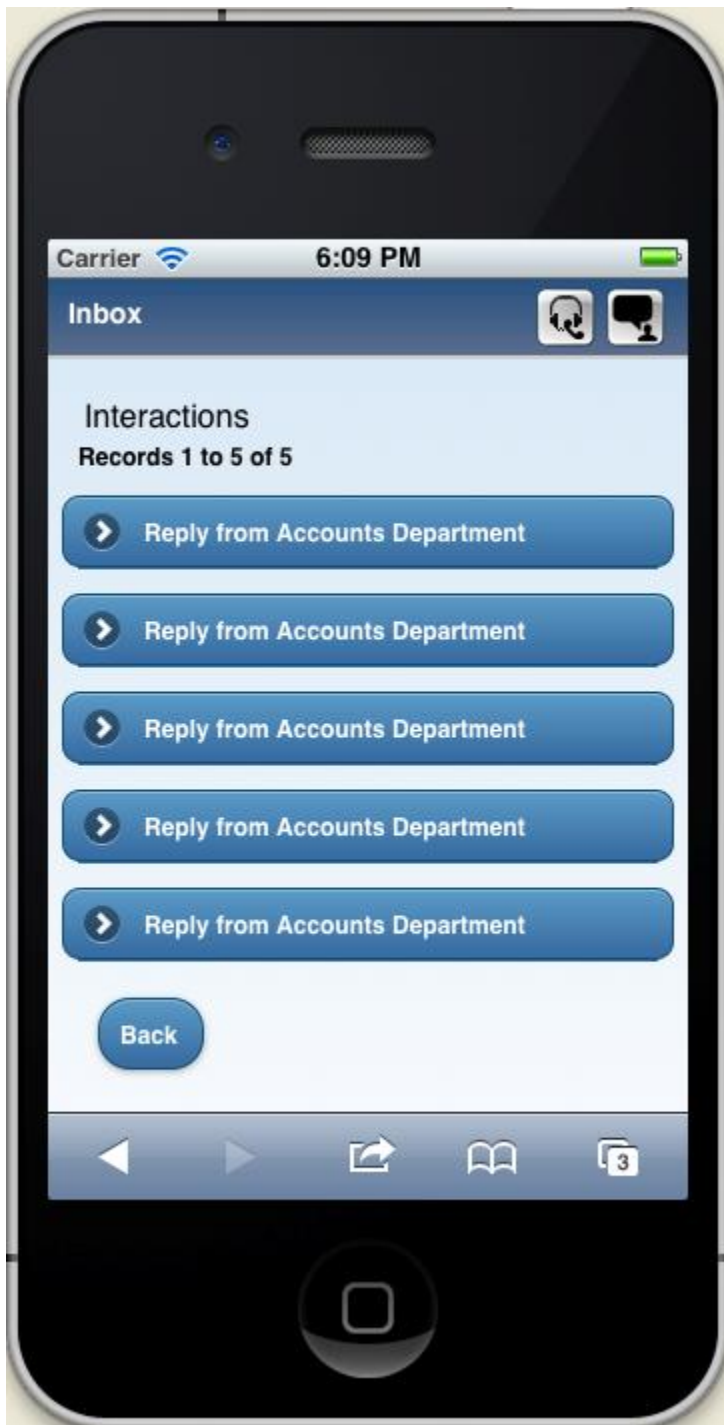 Carrier 6:09 PM
Inbox
Interactions
Records 1 to 5 of 5
Reply from Accounts Department
Reply from Accounts Department
Reply from Accounts Department
Reply from Accounts Department
Reply from Accounts Department
Back
3